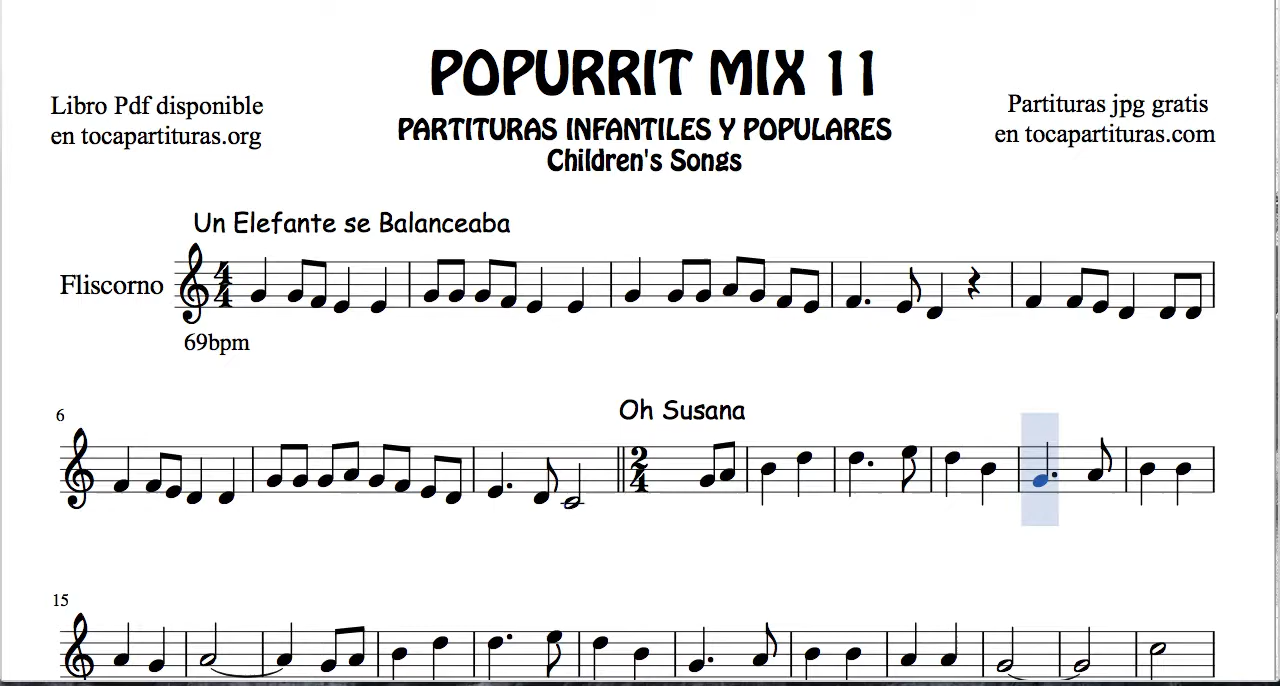 POPURRIT MIX 11
Libro Pdf disponible
en tocapartituras.org
PARTITURAS INFANTILES Y POPULARES
Children's Songs
Partituras jpg gratis
en tocapartituras.com
Un Elefante se Balanceaba
Fliscorno
4
4
69bpm
6
Oh Susana
2
4
15